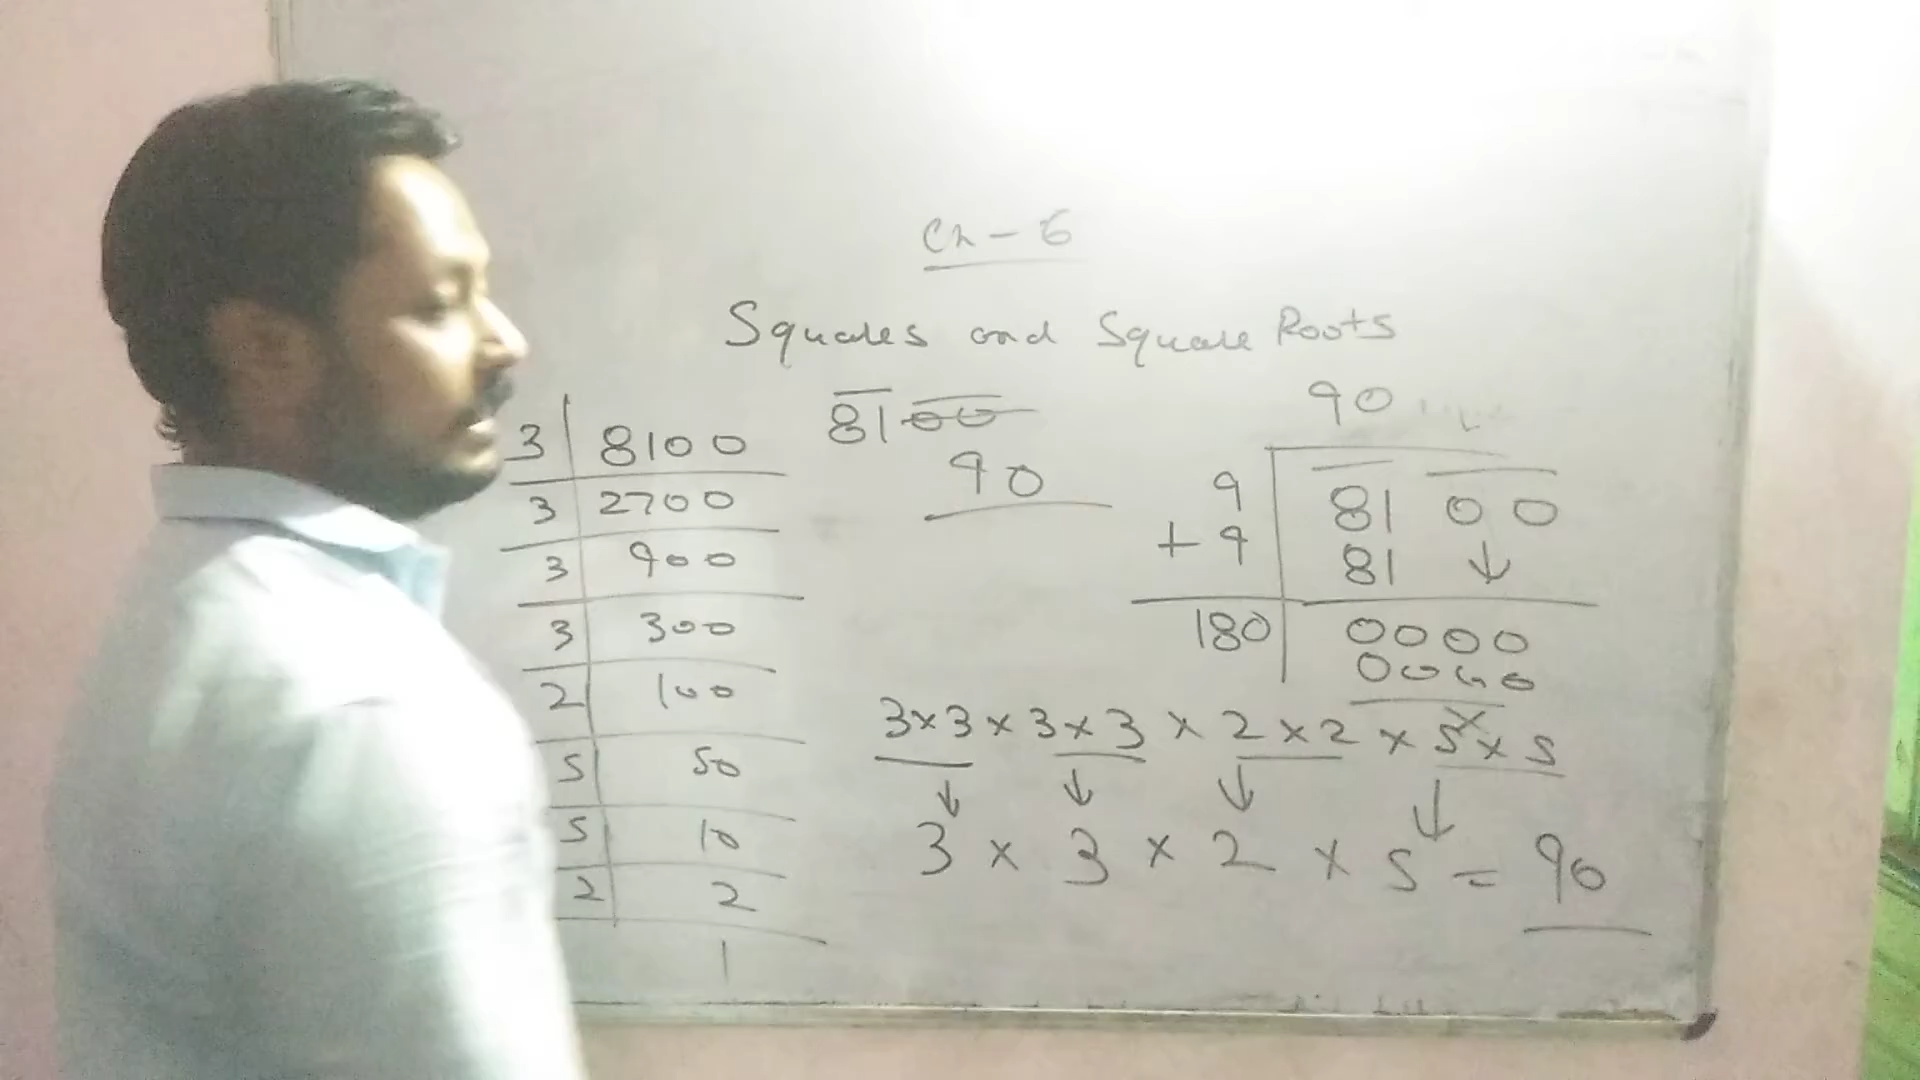 Ch - 6
Squares and Square Roots
3 | 8100
3 | 2700
3 | 900
3 | 300
2 | 100
5 | 50
5 | 10
2 | 2
1
8100
90
90
9 | 81 00
+ 9 | 81 ↓
180 | 0000
0000
×
3×3 × 3×3 × 2×2 × 5×5
↓ ↓ ↓ ↓
3 × 3 × 2 × 5 = 90